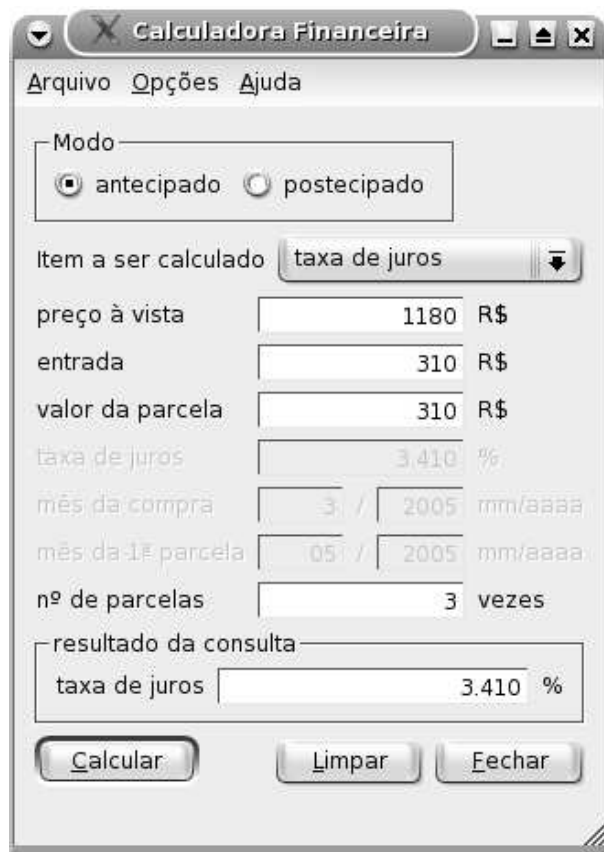 Calculadora Financeira
Arquivo Opções Ajuda
Modo
antecipado postecipado
Item a ser calculado taxa de juros
preço à vista 1180 R$
entrada 310 R$
valor da parcela 310 R$
taxa de juros 3.410 %
mês da compra 3 / 2005 mm/aaaa
mês da 1ª parcela 05 / 2005 mm/aaaa
nº de parcelas 3 vezes
resultado da consulta
taxa de juros 3.410 %
Calcular Limpar Fechar